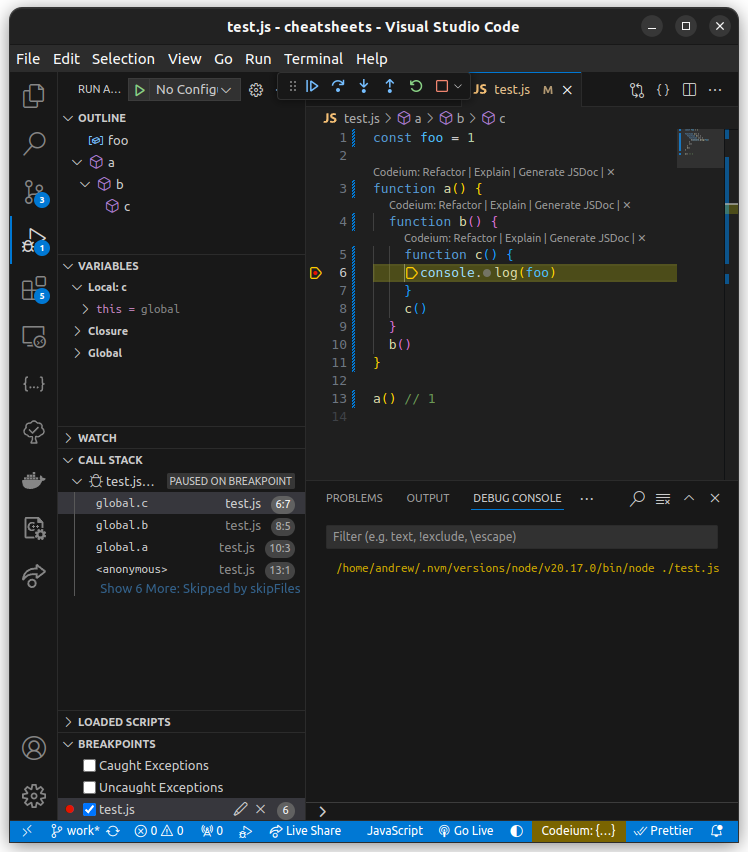 test.js - cheatsheets - Visual Studio Code
File Edit Selection View Go Run Terminal Help
RUN A... No Config
JS test.js M
OUTLINE
foo
a
b
c
JS test.js > a > b > c
1 const foo = 1
2
Codeium: Refactor | Explain | Generate JSDoc | ×
3 function a() {
Codeium: Refactor | Explain | Generate JSDoc | ×
4 function b() {
Codeium: Refactor | Explain | Generate JSDoc | ×
5 function c() {
6 console.log(foo)
7 }
8 c()
9 }
10 b()
11 }
12
13 a() // 1
14
3
1
5
VARIABLES
Local: c
this = global
Closure
Global
WATCH
CALL STACK
test.js... PAUSED ON BREAKPOINT
global.c test.js 6:7
global.b test.js 8:5
global.a test.js 10:3
<anonymous> test.js 13:1
Show 6 More: Skipped by skipFiles
LOADED SCRIPTS
BREAKPOINTS
Caught Exceptions
Uncaught Exceptions
test.js 6
PROBLEMS OUTPUT DEBUG CONSOLE ...
Filter (e.g. text, !exclude, \escape)
/home/andrew/.nvm/versions/node/v20.17.0/bin/node ./test.js
>
work* 0 0 0 Live Share JavaScript Go Live Codeium: {...} Prettier